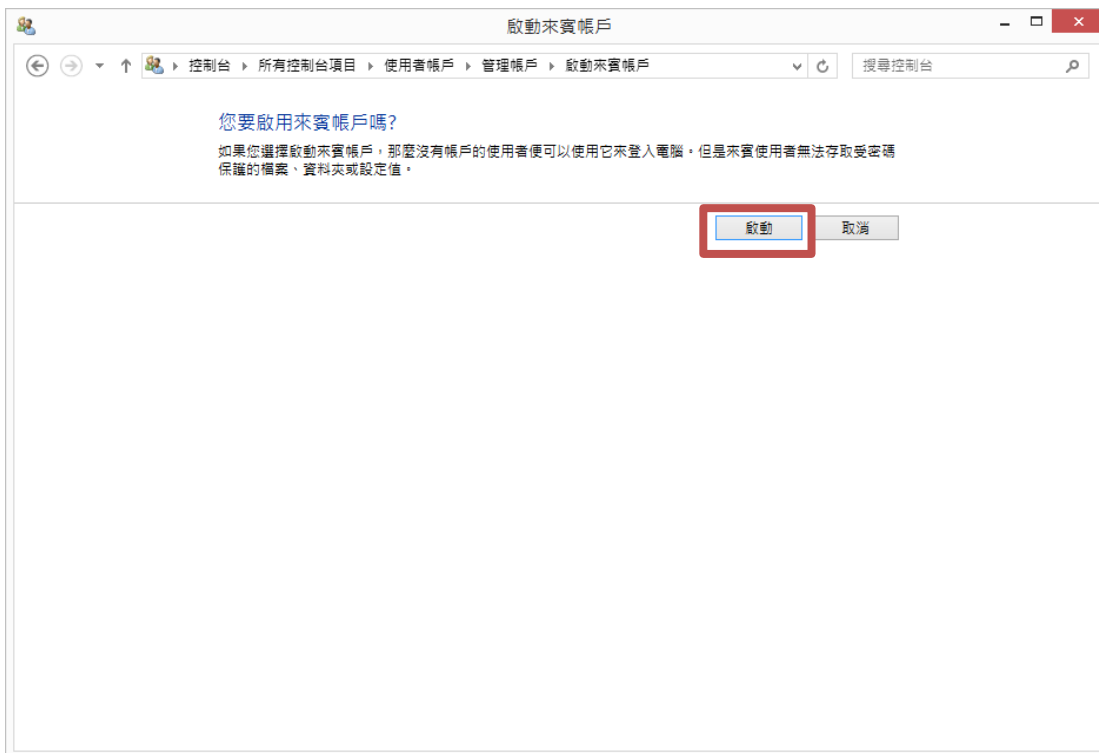 啟動來賓帳戶
控制台 所有控制台項目 使用者帳戶 管理帳戶 啟動來賓帳戶 搜尋控制台
您要啟用來賓帳戶嗎?
如果您選擇啟動來賓帳戶，那麼沒有帳戶的使用者便可以使用它來登入電腦。但是來賓使用者無法存取受密碼
保護的檔案、資料夾或設定值。
啟動 取消